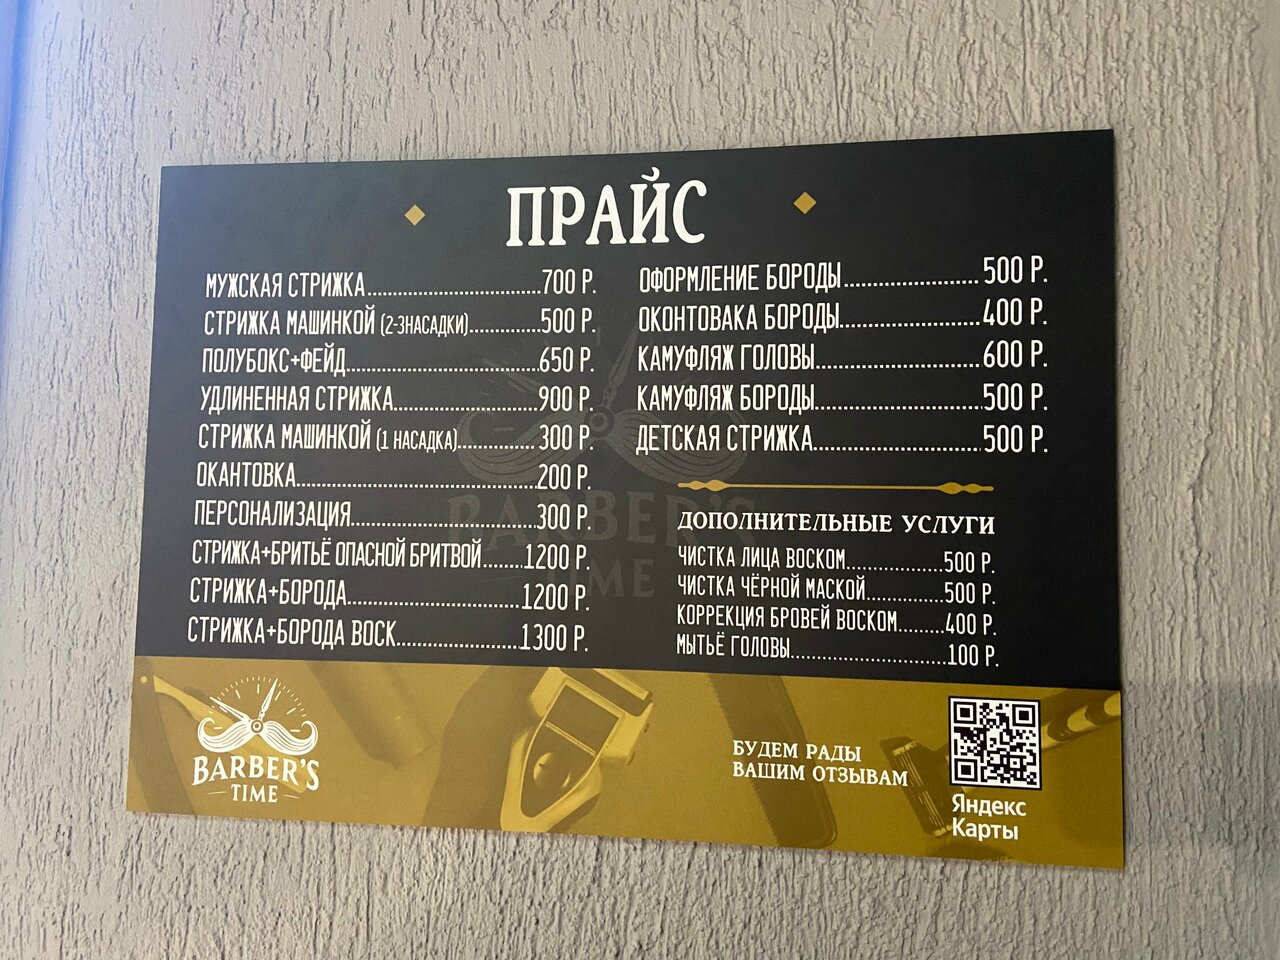 ПРАЙС
МУЖСКАЯ СТРИЖКА 700 Р.
СТРИЖКА МАШИНКОЙ (2-3НАСАДКИ) 500 Р.
ПОЛУБОКС+ФЕЙД 650 Р.
УДЛИНЕННАЯ СТРИЖКА 900 Р.
СТРИЖКА МАШИНКОЙ (1 НАСАДКА) 300 Р.
ОКАНТОВКА 200 Р.
ПЕРСОНАЛИЗАЦИЯ 300 Р.
СТРИЖКА+БРИТЬЁ ОПАСНОЙ БРИТВОЙ 1200 Р.
СТРИЖКА+БОРОДА 1200 Р.
СТРИЖКА+БОРОДА ВОСК 1300 Р.
ОФОРМЛЕНИЕ БОРОДЫ 500 Р.
ОКОНТОВАКА БОРОДЫ 400 Р.
КАМУФЛЯЖ ГОЛОВЫ 600 Р.
КАМУФЛЯЖ БОРОДЫ 500 Р.
ДЕТСКАЯ СТРИЖКА 500 Р.
ДОПОЛНИТЕЛЬНЫЕ УСЛУГИ
ЧИСТКА ЛИЦА ВОСКОМ 500 Р.
ЧИСТКА ЧЁРНОЙ МАСКОЙ 500 Р.
КОРРЕКЦИЯ БРОВЕЙ ВОСКОМ 400 Р.
МЫТЬЁ ГОЛОВЫ 100 Р.
BARBER'S
TIME
BARBER'S
TIME
БУДЕМ РАДЫ
ВАШИМ ОТЗЫВАМ
Яндекс
Карты